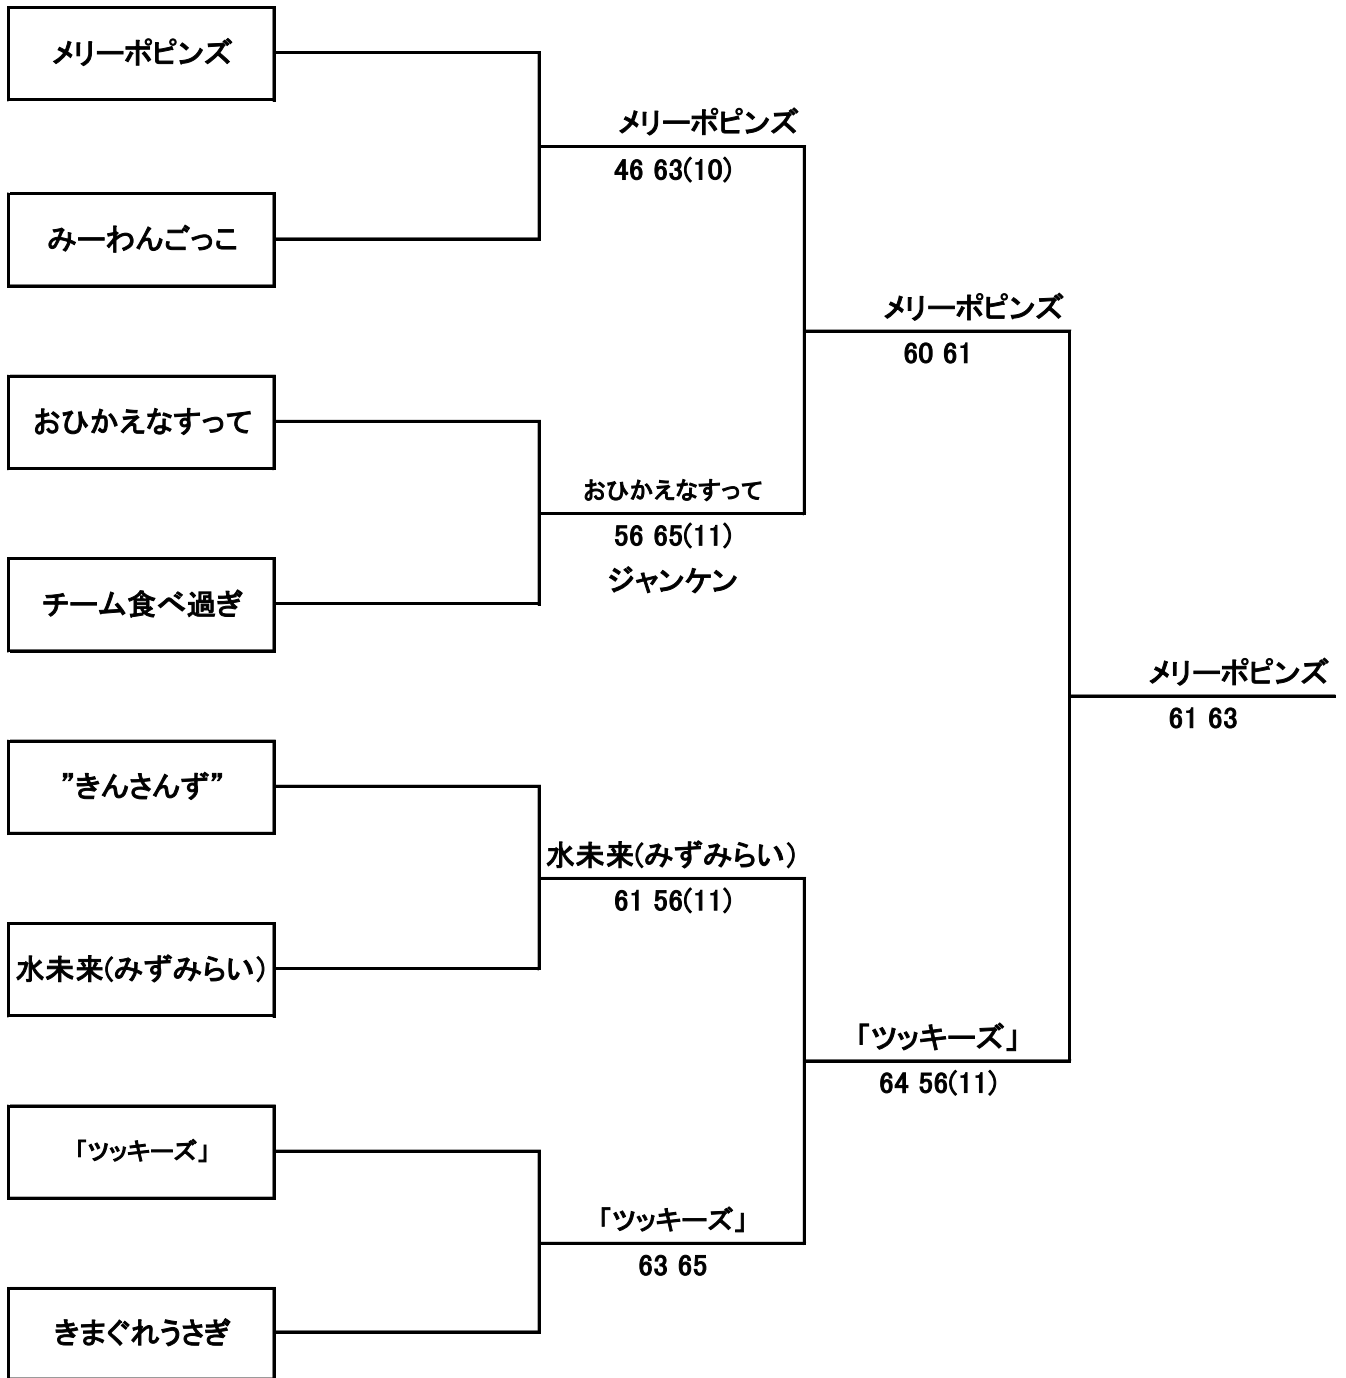 メリーポピンズ
メリーポピンズ
46 63(10)
みーわんごっこ
メリーポピンズ
60 61
おひかえなすって
おひかえなすって
56 65(11)
ジャンケン
チーム食べ過ぎ
メリーポピンズ
61 63
”きんさんず”
水未来(みずみらい)
61 56(11)
水未来(みずみらい)
「ツッキーズ」
64 56(11)
「ツッキーズ」
「ツッキーズ」
63 65
きまぐれうさぎ